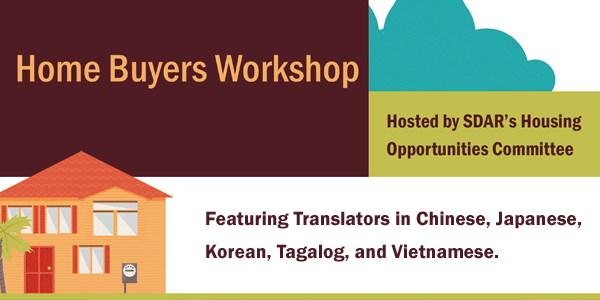 Home Buyers Workshop
Hosted by SDAR's Housing
Opportunities Committee
Featuring Translators in Chinese, Japanese,
Korean, Tagalog, and Vietnamese.